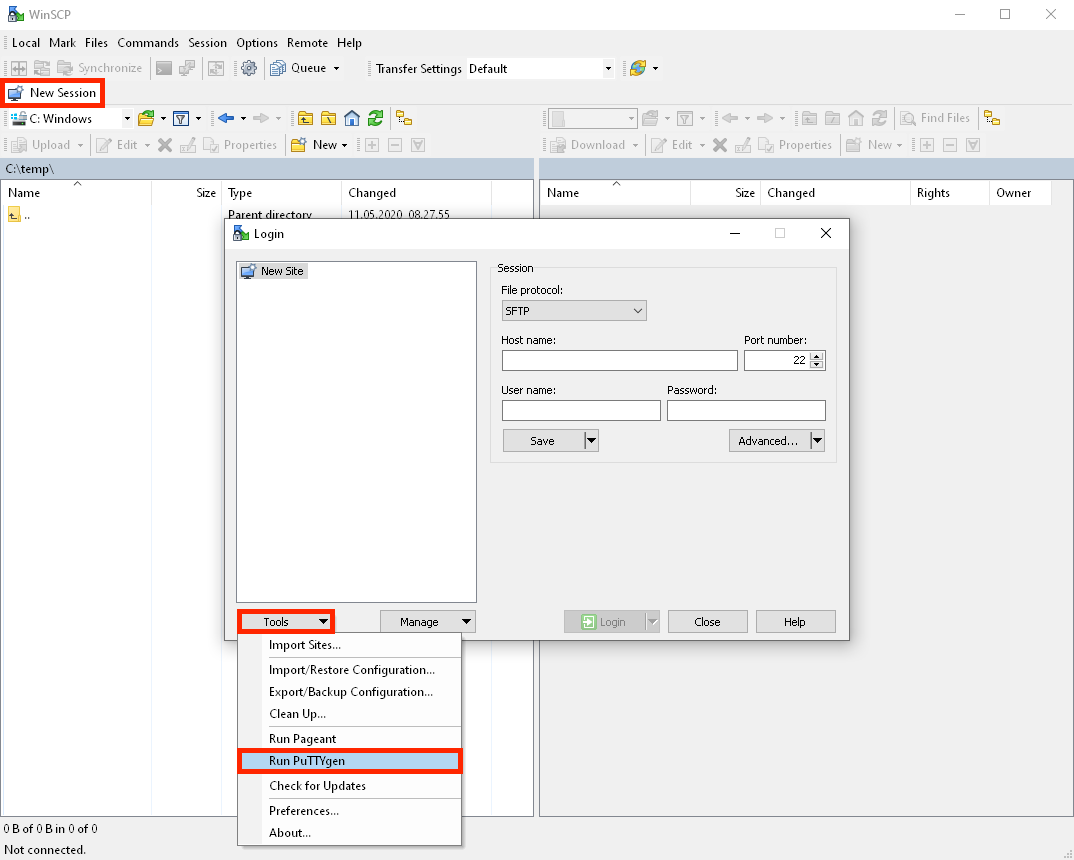 WinSCP
Local Mark Files Commands Session Options Remote Help
Synchronize Queue Transfer Settings Default
New Session
C: Windows Find Files
Upload Edit Properties New Download Edit Properties New
C:\temp\
Name Size Type Changed Name Size Changed Rights Owner
.. Parent directory 11.05.2020 08.27.55
Login
New Site
Session
File protocol:
SFTP
Host name: Port number:
22
User name: Password:
Save Advanced...
Tools Manage Login Close Help
Import Sites...
Import/Restore Configuration...
Export/Backup Configuration...
Clean Up...
Run Pageant
Run PuTTYgen
Check for Updates
Preferences...
About...
0 B of 0 B in 0 of 0
Not connected.